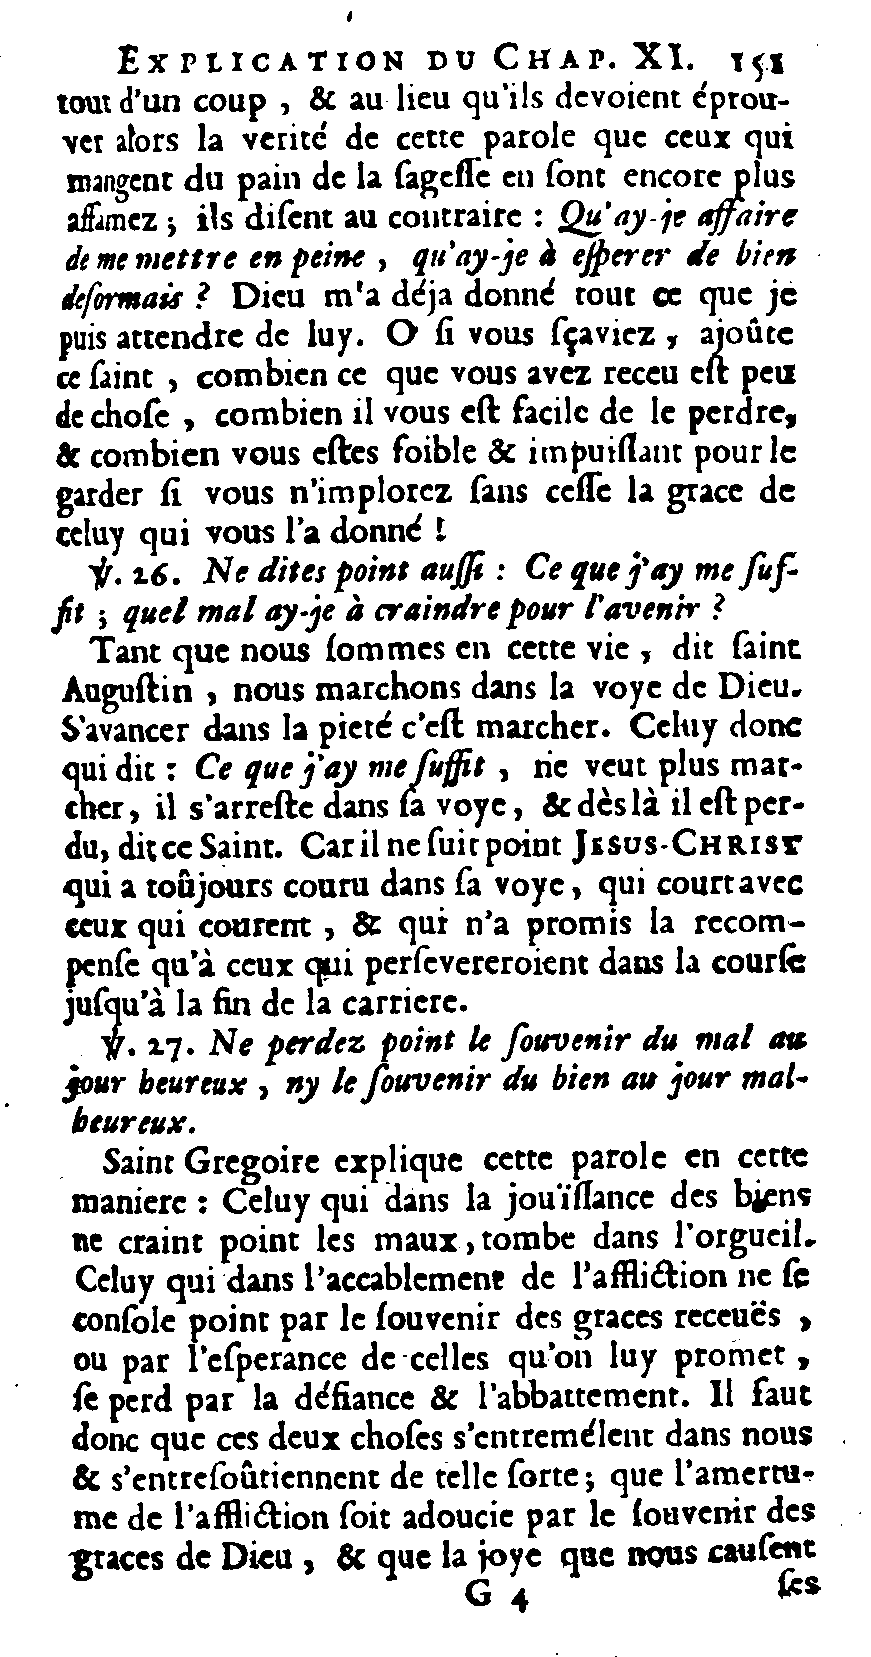 EXPLICATION DU CHAP. XI. 151
tout d'un coup , & au lieu qu'ils devoient éprou-
ver alors la verité de cette parole que ceux qui
mangent du pain de la ſageſſe en ſont encore plus
affamez ; ils diſent au contraire : Qu'ay-je affaire
de me mettre en peine , qu'ay-je à eſperer de bien
deſormais ? Dieu m'a déja donné tout ce que je
puis attendre de luy. O ſi vous ſçaviez , ajoûte
ce ſaint , combien ce que vous avez receu eſt peu
de choſe , combien il vous eſt facile de le perdre,
& combien vous eſtes foible & impuiſſant pour le
garder ſi vous n'implorez ſans ceſſe la grace de
celuy qui vous l'a donné !
℣. 26. Ne dites point auſſi : Ce que j'ay me ſuf-
fit ; quel mal ay-je à craindre pour l'avenir ?
Tant que nous ſommes en cette vie , dit ſaint
Auguſtin , nous marchons dans la voye de Dieu.
S'avancer dans la pieté c'eſt marcher. Celuy donc
qui dit : Ce que j'ay me ſuffit , ne veut plus mar-
cher, il s'arreſte dans ſa voye, & dès là il eſt per-
du, dit ce Saint. Car il ne ſuit point JESUS-CHRIST
qui a toûjours couru dans ſa voye, qui court avec
ceux qui courent , & qui n'a promis la recom-
penſe qu'à ceux qui perſevereroient dans la courſe
juſqu'à la fin de la carriere.
℣. 27. Ne perdez point le ſouvenir du mal au
jour heureux , ny le ſouvenir du bien au jour mal-
heureux.
Saint Gregoire explique cette parole en cette
maniere : Celuy qui dans la jouïſſance des biens
ne craint point les maux, tombe dans l'orgueil.
Celuy qui dans l'accablement de l'affliction ne ſe
conſole point par le ſouvenir des graces receuës ,
ou par l'eſperance de celles qu'on luy promet ,
ſe perd par la défiance & l'abbattement. Il faut
donc que ces deux choſes s'entremélent dans nous
& s'entreſoûtiennent de telle ſorte; que l'amertu-
me de l'affliction ſoit adoucie par le ſouvenir des
graces de Dieu , & que la joye que nous cauſent
G 4 ſes